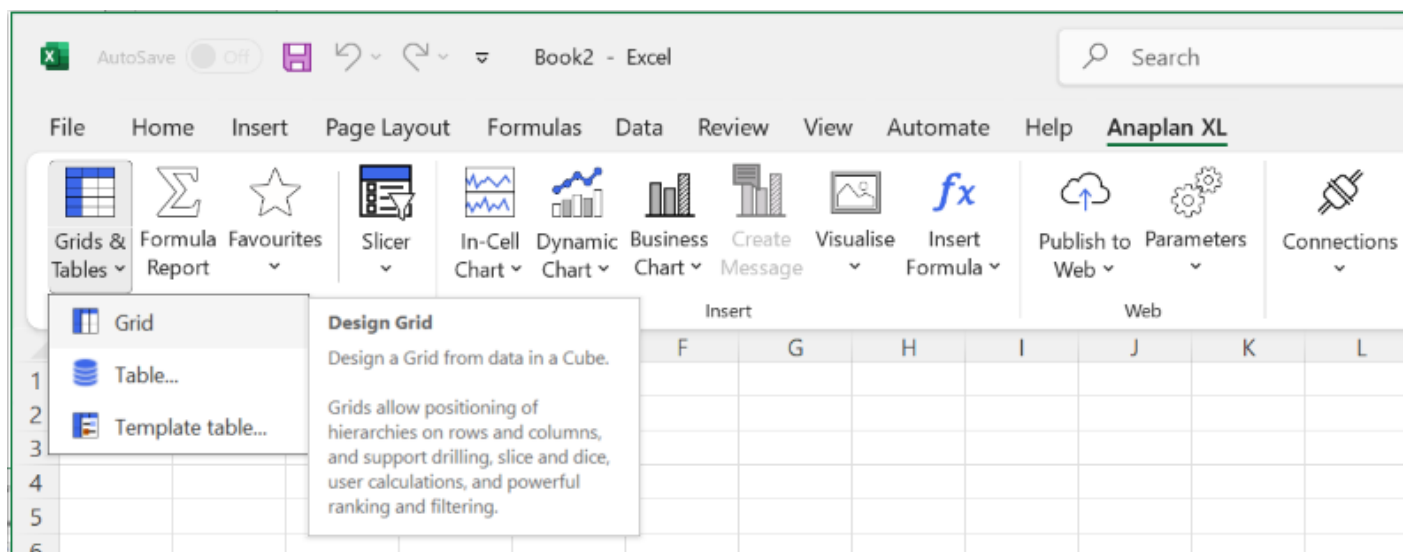 AutoSave Off Book2 - Excel Search
File Home Insert Page Layout Formulas Data Review View Automate Help Anaplan XL
Grids & Formula Favourites Slicer In-Cell Dynamic Business Create Visualise Insert Publish to Parameters Connections
Tables Report Chart Chart Chart Message Formula Web
Insert Web
Grid
Table...
Template table...
Design Grid
Design a Grid from data in a Cube.
Grids allow positioning of
hierarchies on rows and columns,
and support drilling, slice and dice,
user calculations, and powerful
ranking and filtering.
F G H I J K L
1
2
3
4
5
6